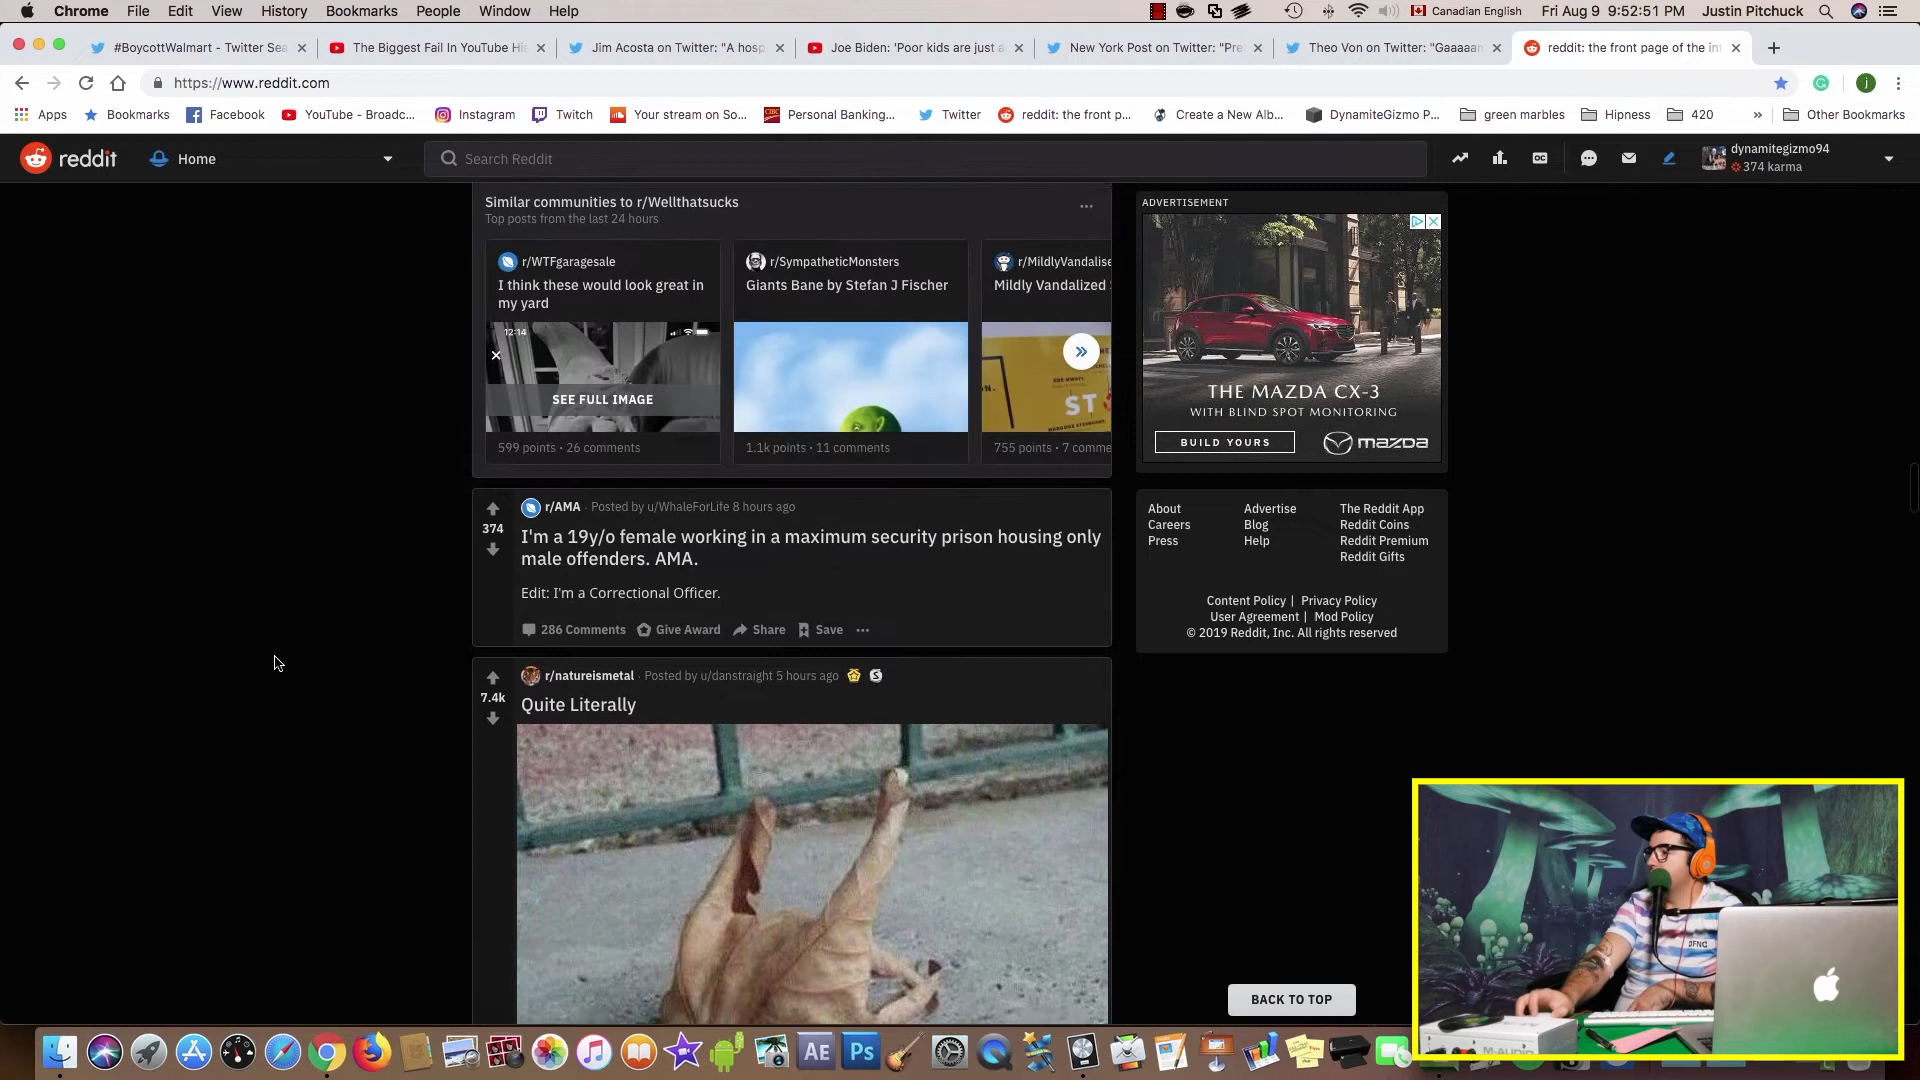 Chrome File Edit View History Bookmarks People Window Help
Canadian English Fri Aug 9 9:52:51 PM Justin Pitchuck
#BoycottWalmart - Twitter Sea
The Biggest Fail In YouTube His
Jim Acosta on Twitter: "A hosp
Joe Biden: 'Poor kids are just a
New York Post on Twitter: "Pre
Theo Von on Twitter: "Gaaaaan
reddit: the front page of the in
https://www.reddit.com
Apps Bookmarks Facebook YouTube - Broadc... Instagram Twitch Your stream on So... CIBC Personal Banking... Twitter reddit: the front p... Create a New Alb... DynamiteGizmo P... green marbles Hipness 420 » Other Bookmarks
reddit Home Search Reddit OC
dynamitegizmo94
374 karma
Similar communities to r/Wellthatsucks
Top posts from the last 24 hours
r/WTFgaragesale
I think these would look great in
my yard
12:14
SEE FULL IMAGE
599 points • 26 comments
r/SympatheticMonsters
Giants Bane by Stefan J Fischer
1.1k points • 11 comments
r/MildlyVandalise
Mildly Vandalized
ST
755 points • 7 comme
ADVERTISEMENT
THE MAZDA CX-3
WITH BLIND SPOT MONITORING
BUILD YOURS
mazda
r/AMA · Posted by u/WhaleForLife 8 hours ago
374
I'm a 19y/o female working in a maximum security prison housing only
male offenders. AMA.
Edit: I'm a Correctional Officer.
286 Comments Give Award Share Save
About Advertise The Reddit App
Careers Blog Reddit Coins
Press Help Reddit Premium
Reddit Gifts
Content Policy | Privacy Policy
User Agreement | Mod Policy
© 2019 Reddit, Inc. All rights reserved
r/natureismetal · Posted by u/danstraight 5 hours ago
7.4k
Quite Literally
BACK TO TOP
DFNC
M-AUDIO
AE Ps